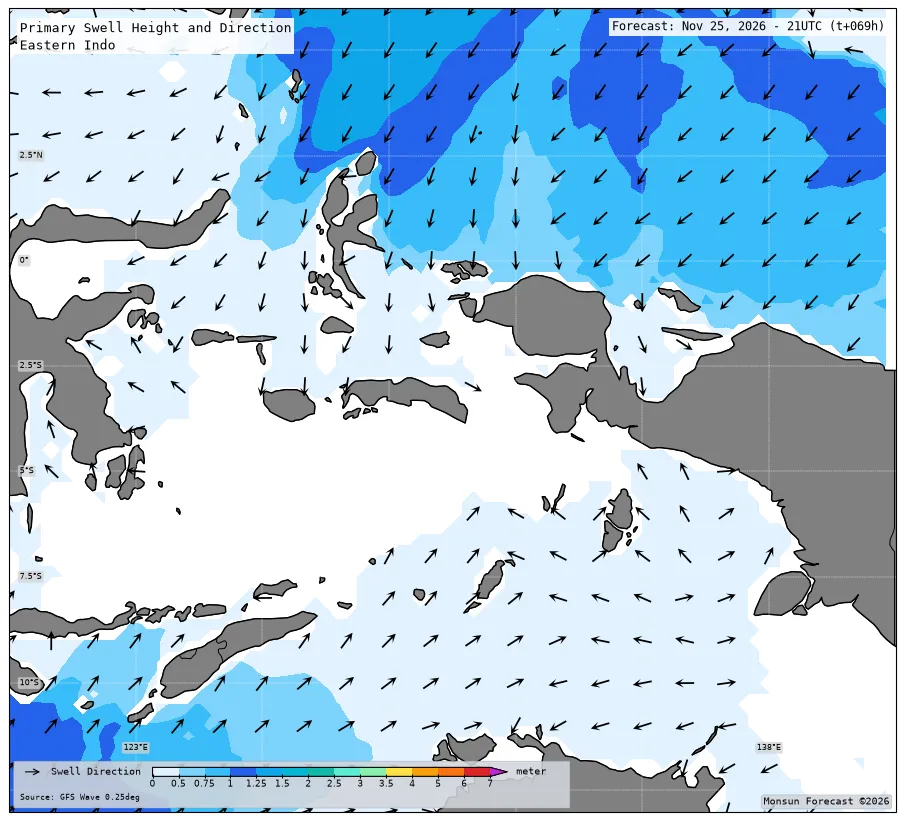 Primary Swell Height and Direction
Eastern Indo
Forecast: Nov 25, 2026 - 21UTC (t+069h)
2.5°N
0°
2.5°S
5°S
7.5°S
10°S
123°E
138°E
Swell Direction
meter
0 0.5 0.75 1 1.25 1.5 1.75 2 2.5 3 3.5 4 5 6 7
Source: GFS Wave 0.25deg
Monsun Forecast ©2026